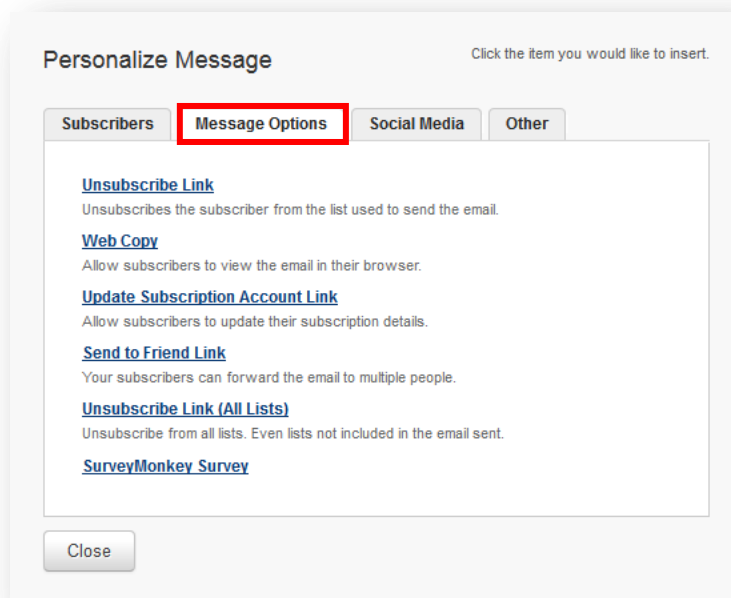 Personalize Message
Click the item you would like to insert.
Subscribers
Message Options
Social Media
Other
Unsubscribe Link
Unsubscribes the subscriber from the list used to send the email.
Web Copy
Allow subscribers to view the email in their browser.
Update Subscription Account Link
Allow subscribers to update their subscription details.
Send to Friend Link
Your subscribers can forward the email to multiple people.
Unsubscribe Link (All Lists)
Unsubscribe from all lists. Even lists not included in the email sent.
SurveyMonkey Survey
Close